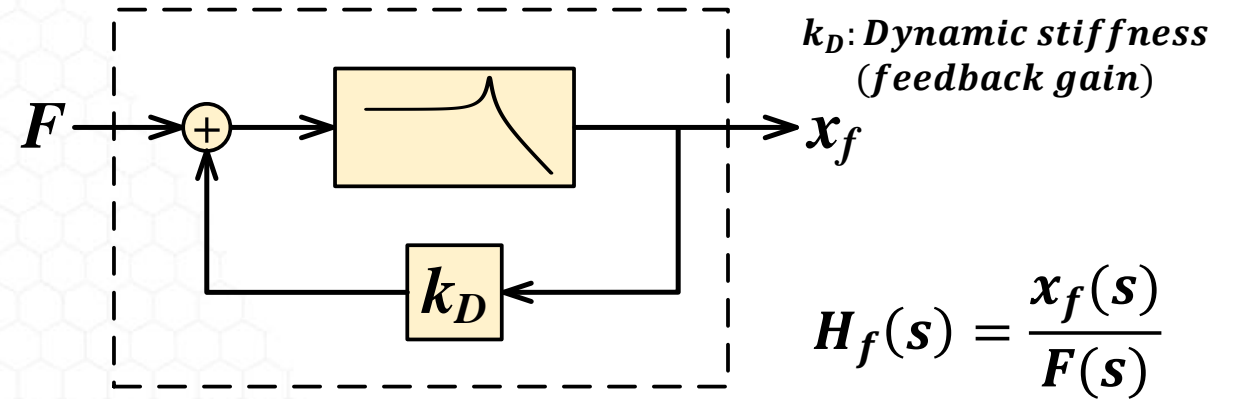 k_D: Dynamic stiffness
(feedback gain)
F
+
x_f
k_D
H_f(s) = x_f(s) / F(s)